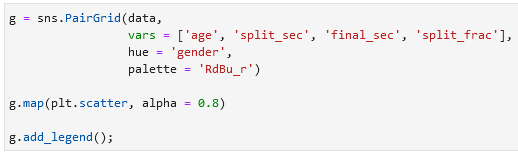 g = sns.PairGrid(data,
                 vars = ['age', 'split_sec', 'final_sec', 'split_frac'],
                 hue = 'gender',
                 palette = 'RdBu_r')
g.map(plt.scatter, alpha = 0.8)
g.add_legend();